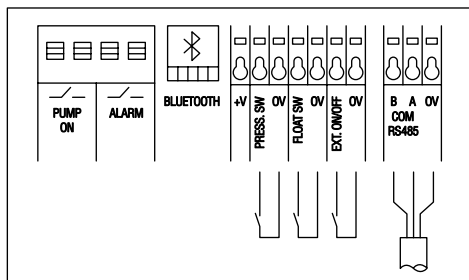 PUMP
ON
ALARM
BLUETOOTH
+V
PRESS. SW
0V
FLOAT SW
0V
EXT. ON/OFF
0V
B
A
0V
COM
RS485